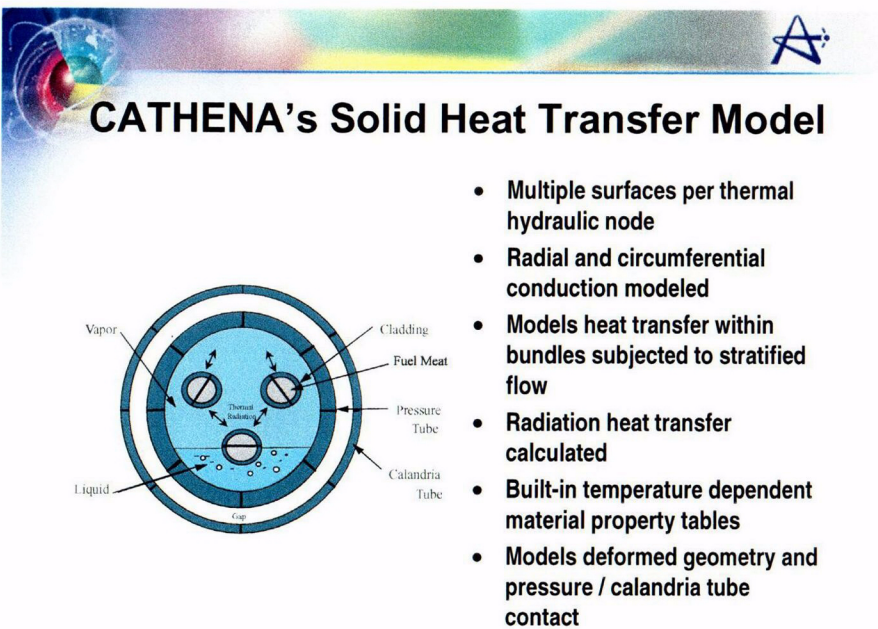 CATHENA's Solid Heat Transfer Model
• Multiple surfaces per thermal
hydraulic node
• Radial and circumferential
conduction modeled
• Models heat transfer within
bundles subjected to stratified
flow
• Radiation heat transfer
calculated
• Built-in temperature dependent
material property tables
• Models deformed geometry and
pressure / calandria tube
contact
Vapor
Cladding
Fuel Meat
Thermal
Radiation
Pressure
Tube
Calandria
Tube
Liquid
Gap